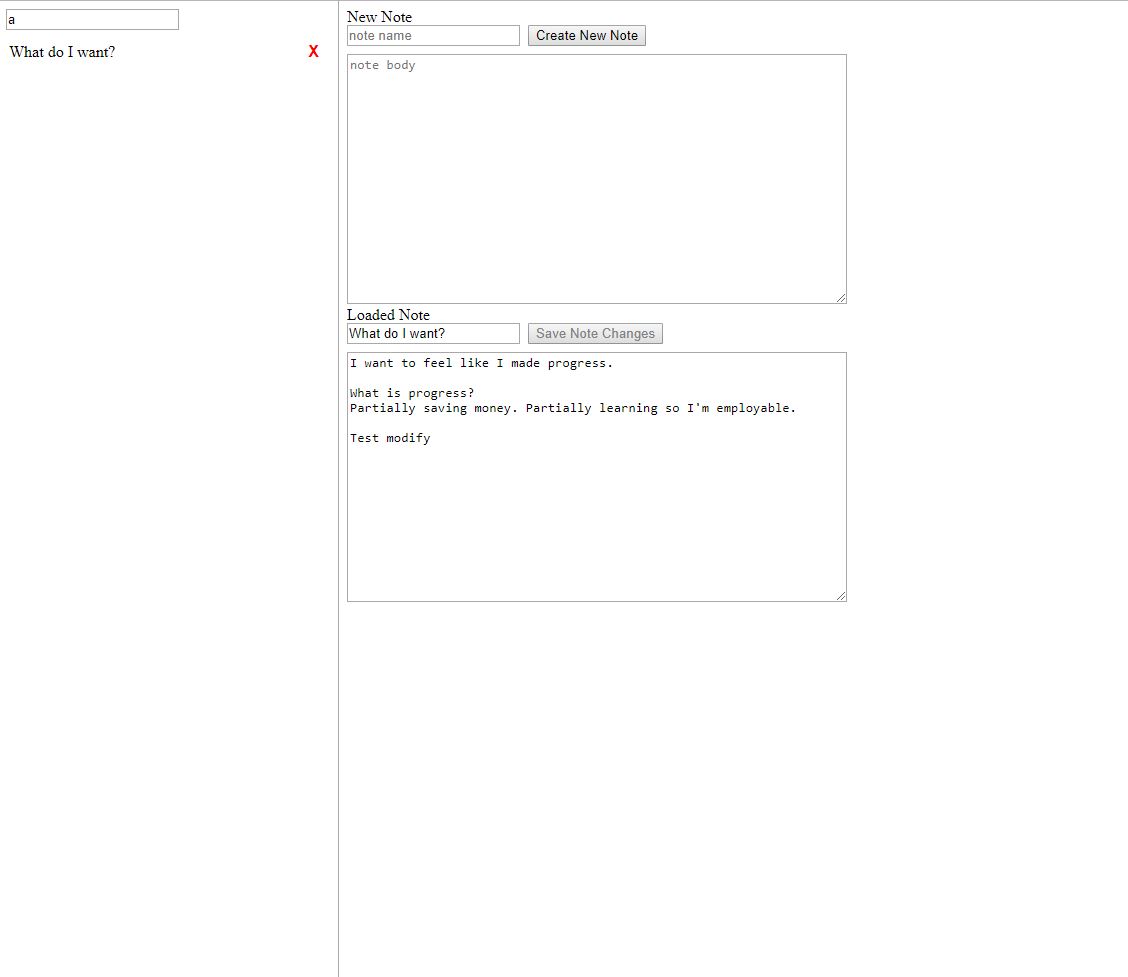 a
What do I want?
X
New Note
note name
Create New Note
note body
Loaded Note
What do I want?
Save Note Changes
I want to feel like I made progress.
What is progress?
Partially saving money. Partially learning so I'm employable.
Test modify